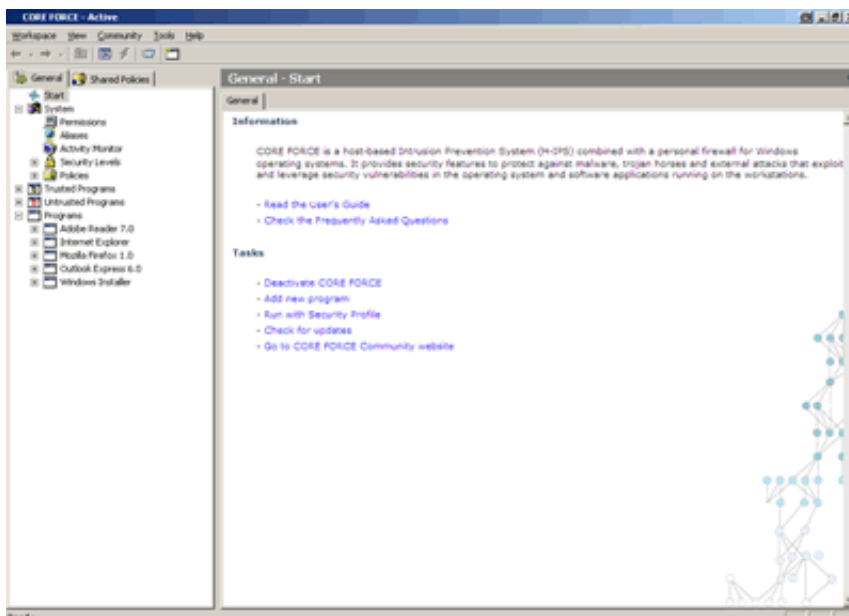 CORE FORCE - Active
Workspace View Community Tools Help
General Shared Policies
General - Start
Start
General
System
Permissions
Information
Aliases
Activity Monitor
CORE FORCE is a host-based Intrusion Prevention System (H-IPS) combined with a personal firewall for Windows
Security Levels
operating systems. It provides security features to protect against malware, trojan horses and external attacks that exploit
Policies
and leverage security vulnerabilities in the operating system and software applications running on the workstations.
Trusted Programs
Untrusted Programs
- Read the User's Guide
Programs
- Check the Frequently Asked Questions
Adobe Reader 7.0
Internet Explorer
Mozilla Firefox 1.0
Tasks
Outlook Express 6.0
Windows Installer
- Deactivate CORE FORCE
- Add new program
- Run with Security Profile
- Check for updates
- Go to CORE FORCE Community website